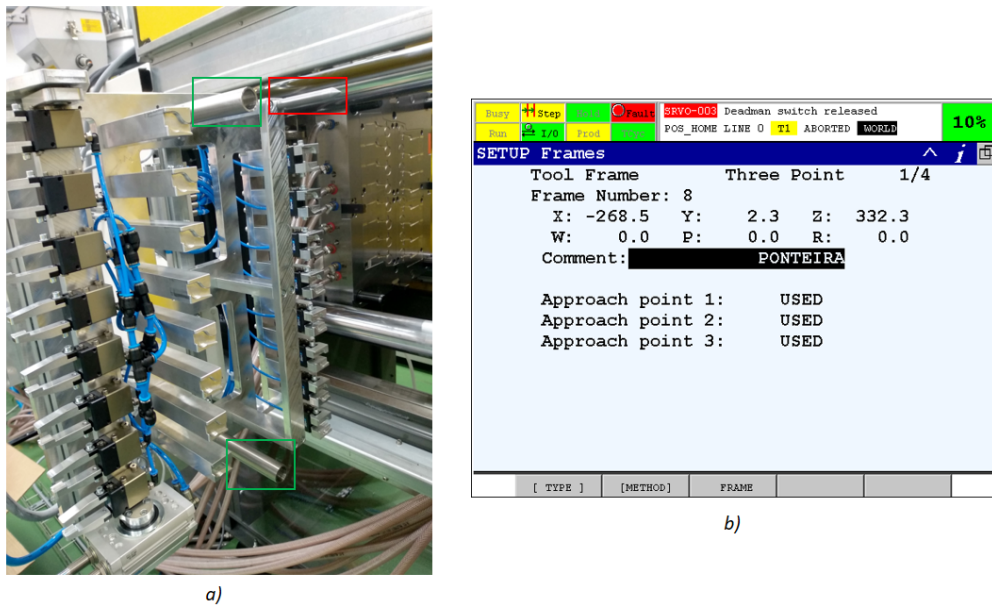 Busy Step Hold Fault SRVO-003 Deadman switch released
Run I/O Prod TCyc POS_HOME LINE 0 T1 ABORTED WORLD 10%
SETUP Frames
Tool Frame Three Point 1/4
Frame Number: 8
X: -268.5 Y: 2.3 Z: 332.3
W: 0.0 P: 0.0 R: 0.0
Comment: PONTEIRA
Approach point 1: USED
Approach point 2: USED
Approach point 3: USED
[ TYPE ] [METHOD] FRAME
a)
b)